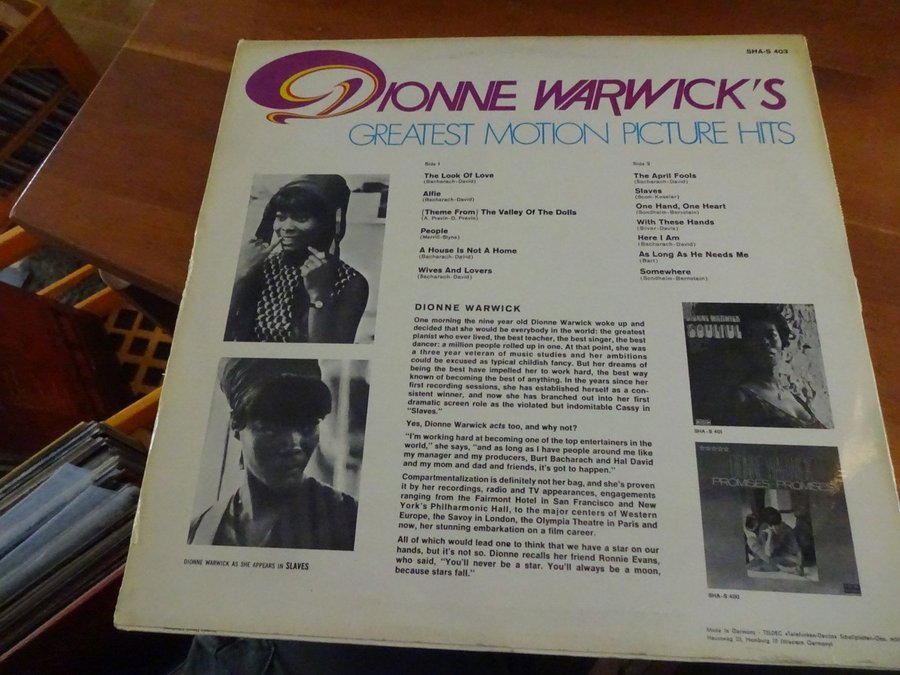 SHA-S 403
DIONNE WARWICK'S
GREATEST MOTION PICTURE HITS
Side 1
The Look Of Love
(Bacharach-David)
Alfie
(Bacharach-David)
(Theme From) The Valley Of The Dolls
(A. Previn-D. Previn)
People
(Merrill-Styne)
A House Is Not A Home
(Bacharach-David)
Wives And Lovers
(Bacharach-David)
Side 2
The April Fools
(Bacharach-David)
Slaves
(Scott-Kessler)
One Hand, One Heart
(Sondheim-Bernstein)
With These Hands
(Silver-Davis)
Here I Am
(Bacharach-David)
As Long As He Needs Me
(Bart)
Somewhere
(Sondheim-Bernstein)
DIONNE WARWICK
One morning the nine year old Dionne Warwick woke up and
decided that she would be everybody in the world: the greatest
pianist who ever lived, the best teacher, the best singer, the best
dancer: a million people rolled up in one. At that point, she was
a three year veteran of music studies and her ambitions
could be excused as typical childish fancy. But her dreams of
being the best have impelled her to work hard, the best way
known of becoming the best of anything. In the years since her
first recording sessions, she has established herself as a con-
sistent winner, and now she has branched out into her first
dramatic screen role as the violated but indomitable Cassy in
"Slaves."
Yes, Dionne Warwick acts too, and why not?
"I'm working hard at becoming one of the top entertainers in the
world," she says, "and as long as I have people around me like
my manager and my producers, Burt Bacharach and Hal David
and my mom and dad and friends, it's got to happen."
Compartmentalization is definitely not her bag, and she's proven
it by her recordings, radio and TV appearances, engagements
ranging from the Fairmont Hotel in San Francisco and New
York's Philharmonic Hall, to the major centers of Western
Europe, the Savoy in London, the Olympia Theatre in Paris and
now, her stunning embarkation on a film career.
All of which would lead one to think that we have a star on our
hands, but it's not so. Dionne recalls her friend Ronnie Evans,
who said, "You'll never be a star. You'll always be a moon,
because stars fall."
DIONNE WARWICK AS SHE APPEARS IN SLAVES
DIONNE WARWICK
SOULFUL
SHA-S 401
DIONNE WARWICK
PROMISES, PROMISES
SHA-S 400
Made in Germany · TELDEC »Telefunken-Decca« Schallplatten-Ges.
Heussweg 25, Hamburg 19 (Western Germany)